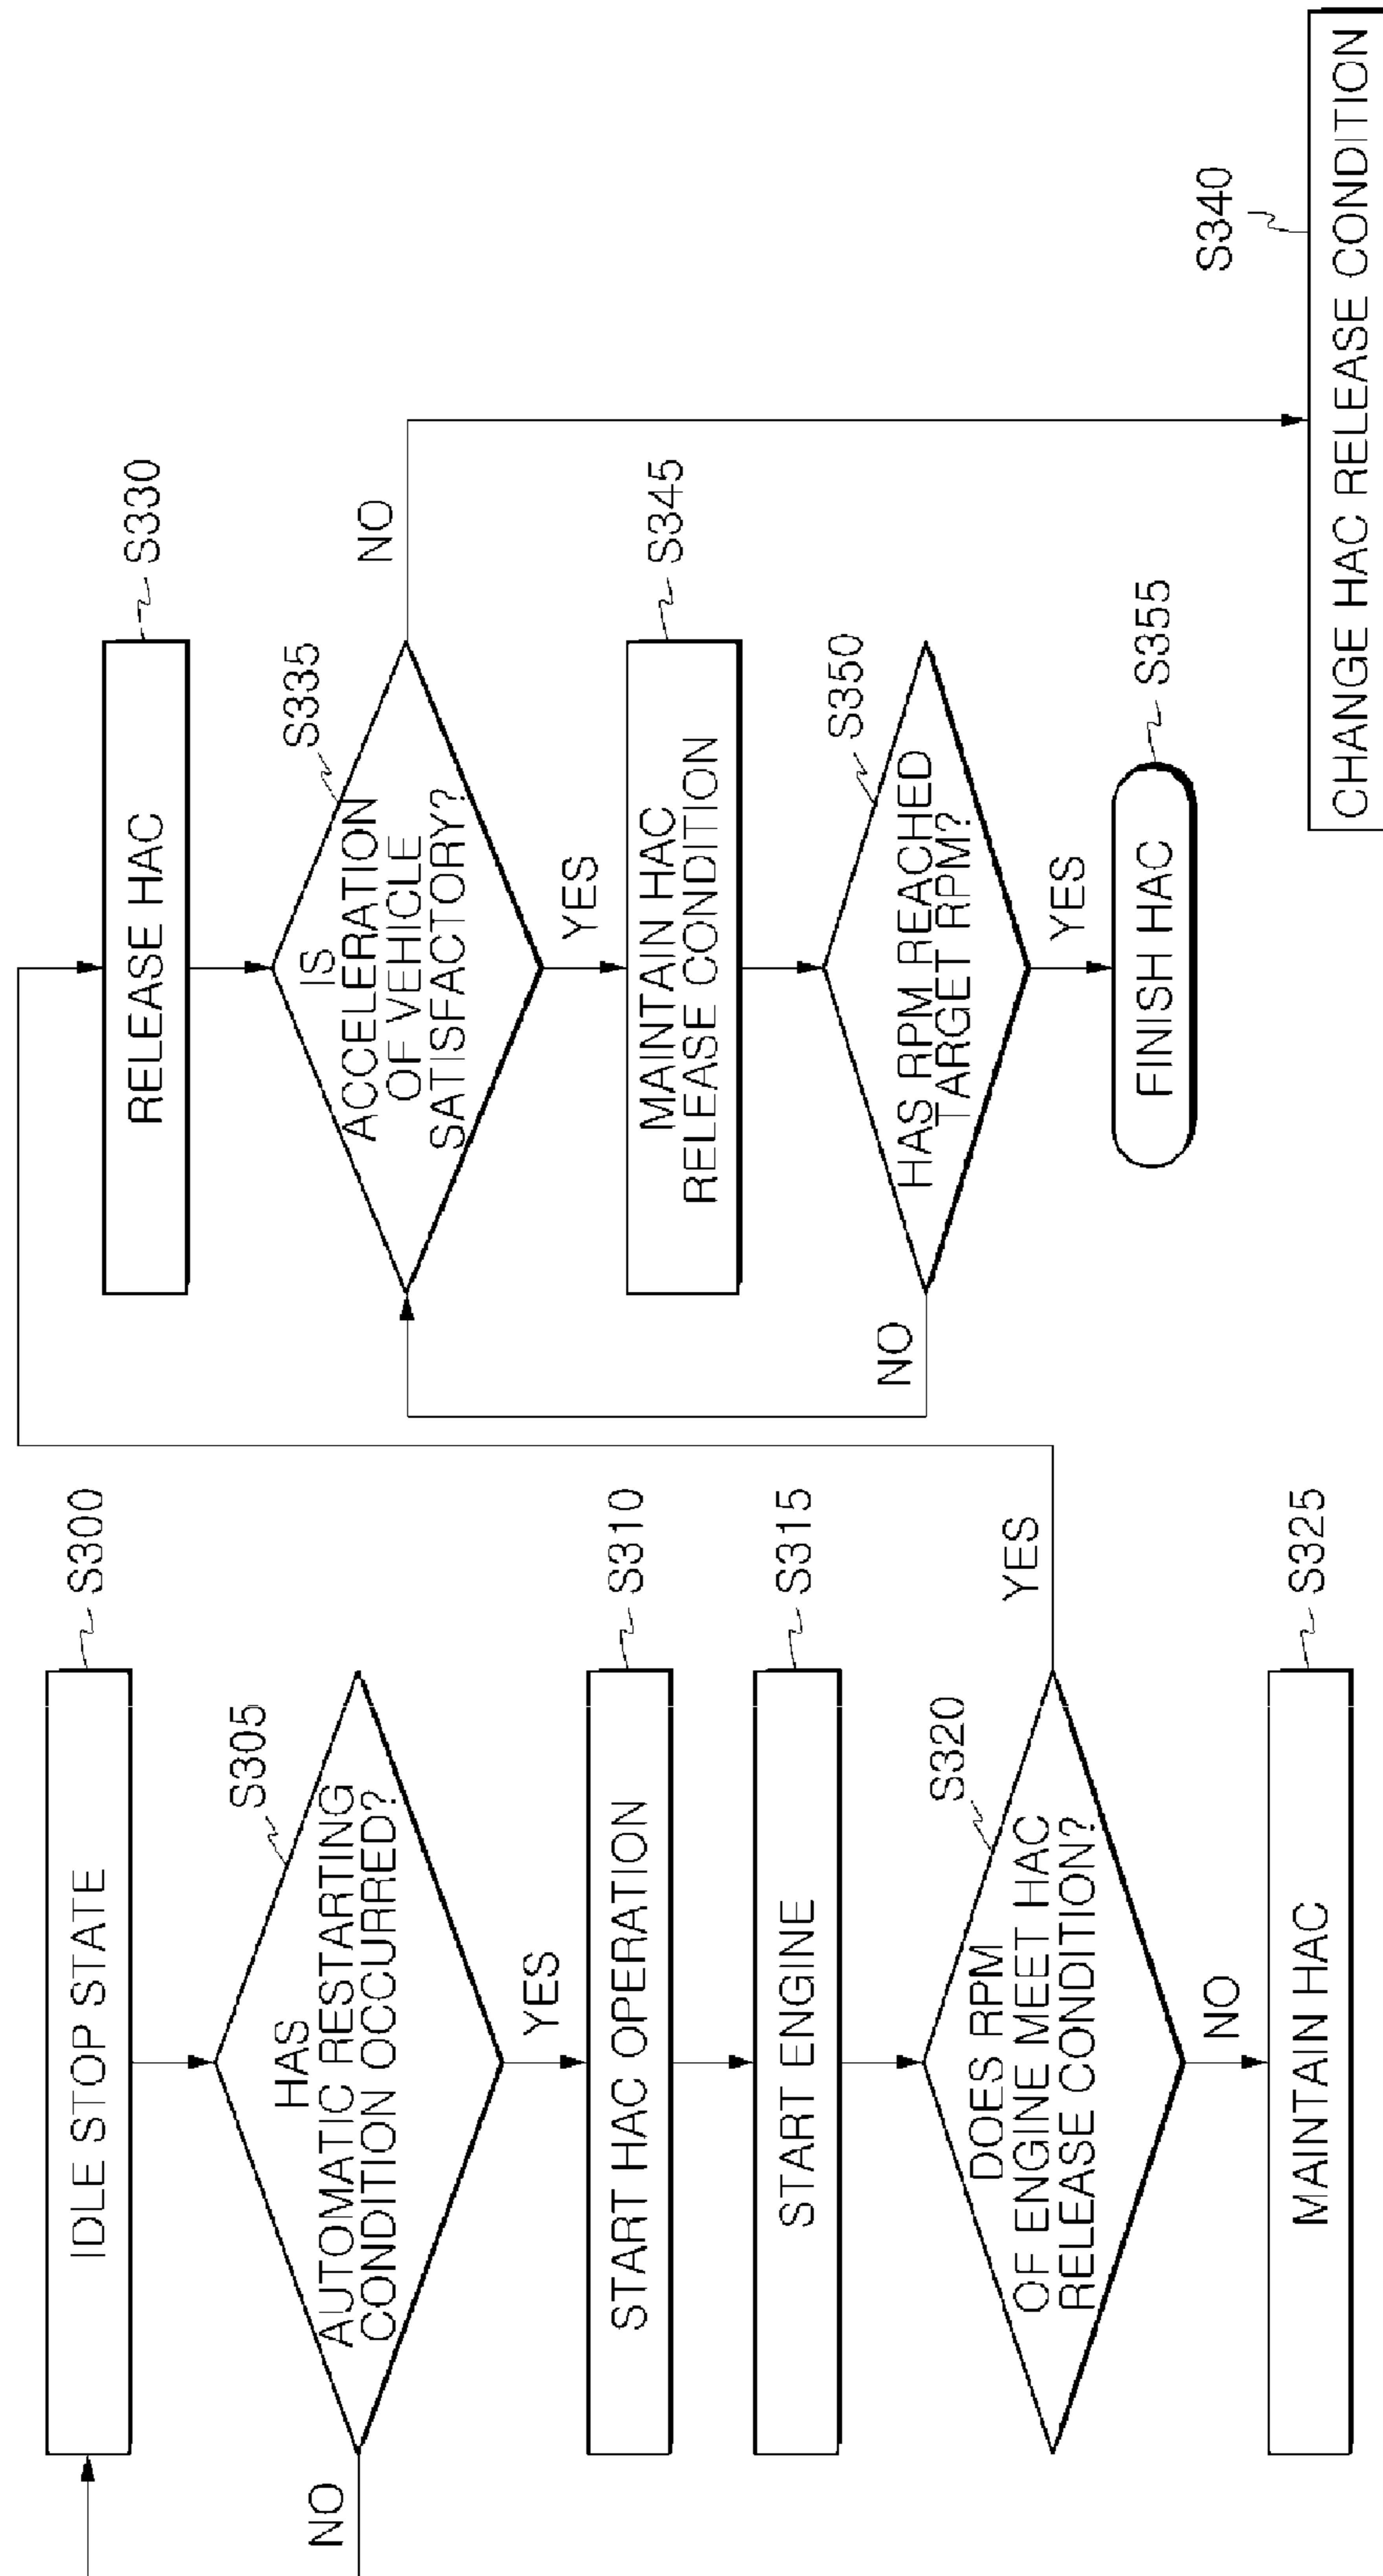 IDLE STOP STATE
S300
HAS
AUTOMATIC RESTARTING
CONDITION OCCURRED?
S305
NO
YES
START HAC OPERATION
S310
START ENGINE
S315
DOES RPM
OF ENGINE MEET HAC
RELEASE CONDITION?
S320
YES
NO
MAINTAIN HAC
S325
RELEASE HAC
S330
IS
ACCELERATION
OF VEHICLE
SATISFACTORY?
S335
NO
YES
MAINTAIN HAC
RELEASE CONDITION
S345
HAS RPM REACHED
TARGET RPM?
S350
NO
YES
FINISH HAC
S355
S340
CHANGE HAC RELEASE CONDITION